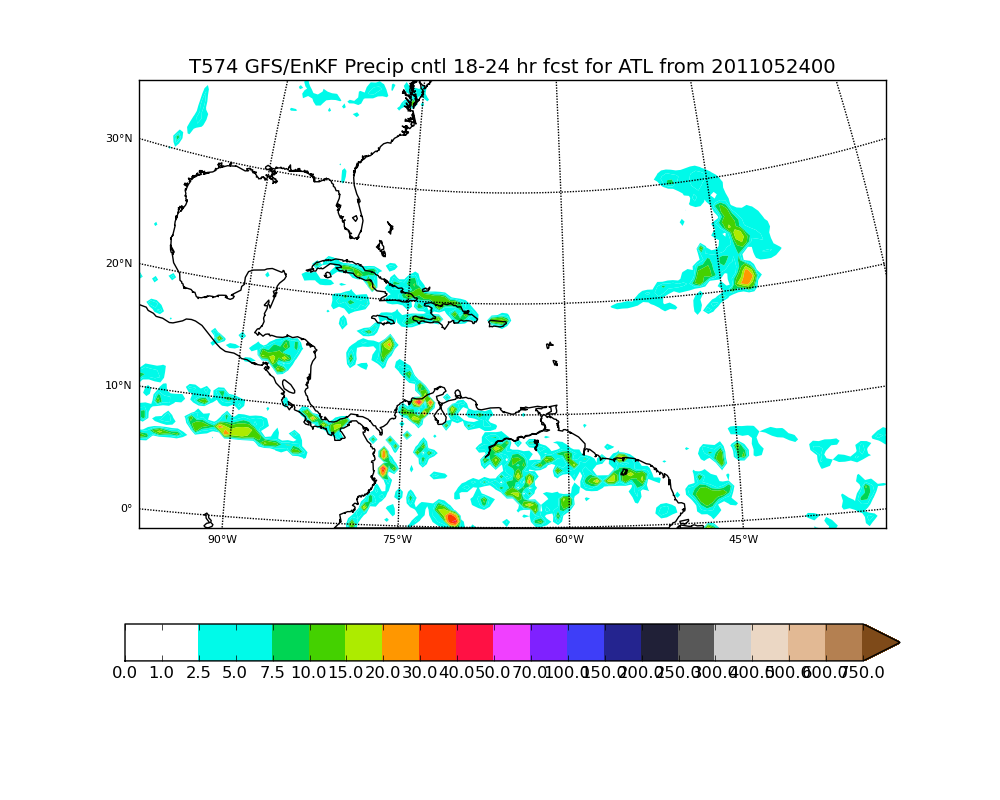 T574 GFS/EnKF Precip cntl 18-24 hr fcst for ATL from 2011052400
30°N
20°N
10°N
0°
90°W 75°W 60°W 45°W
0.0 1.0 2.5 5.0 7.5 10.0 15.0 20.0 30.0 40.0 50.0 70.0 100.0 150.0 200.0 250.0 300.0 400.0 500.0 600.0 750.0